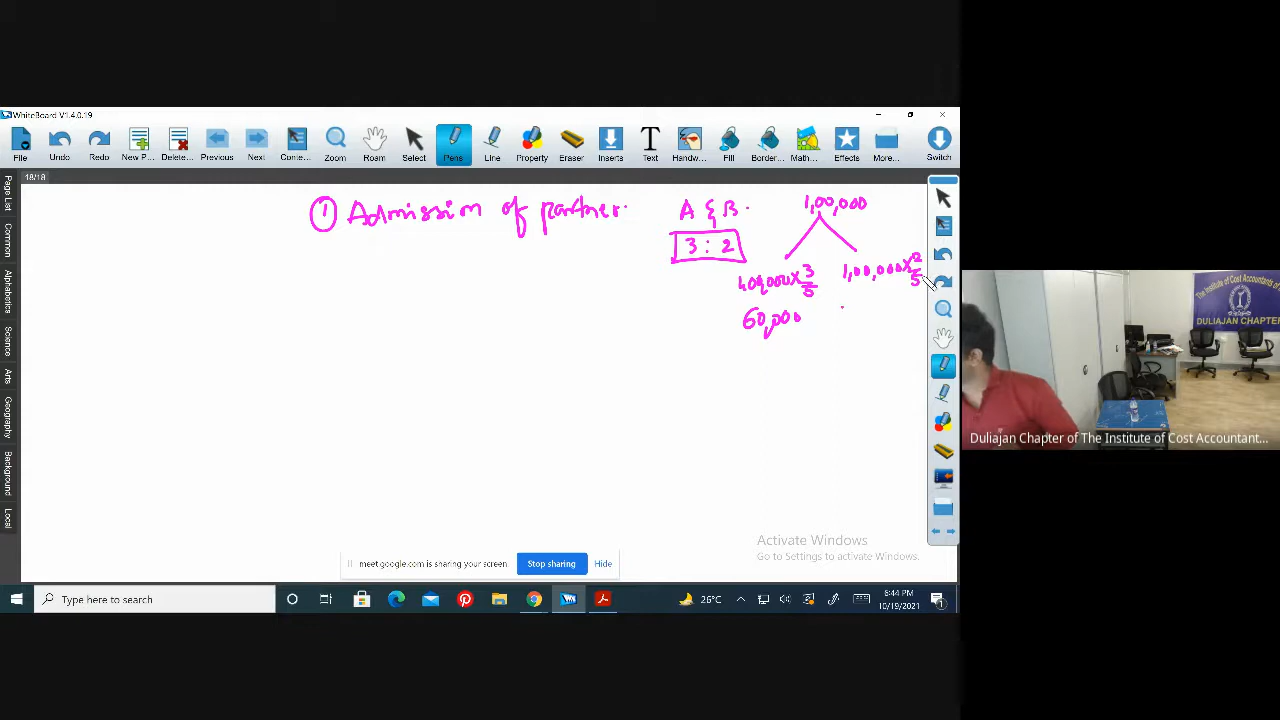 WhiteBoard V1.4.0.19
File Undo Redo New P... Delete... Previous Next Conte... Zoom Roam Select Pens Line Property Eraser Inserts Text Handw... Fill Border... Math... Effects More... Switch
18/18
Page List
Common
Alphabetics
Science
Arts
Geography
Background
Local
① Admission of partner.
A & B.
3 : 2
1,00,000
1,00,000 × 3/5
1,00,000 × 2/5
60,000
The Institute of Cost Accountants of
DULIAJAN CHAPTER
Duliajan Chapter of The Institute of Cost Accountant...
Activate Windows
Go to Settings to activate Windows.
meet.google.com is sharing your screen
Stop sharing
Hide
Type here to search
26°C
6:44 PM
10/19/2021
1